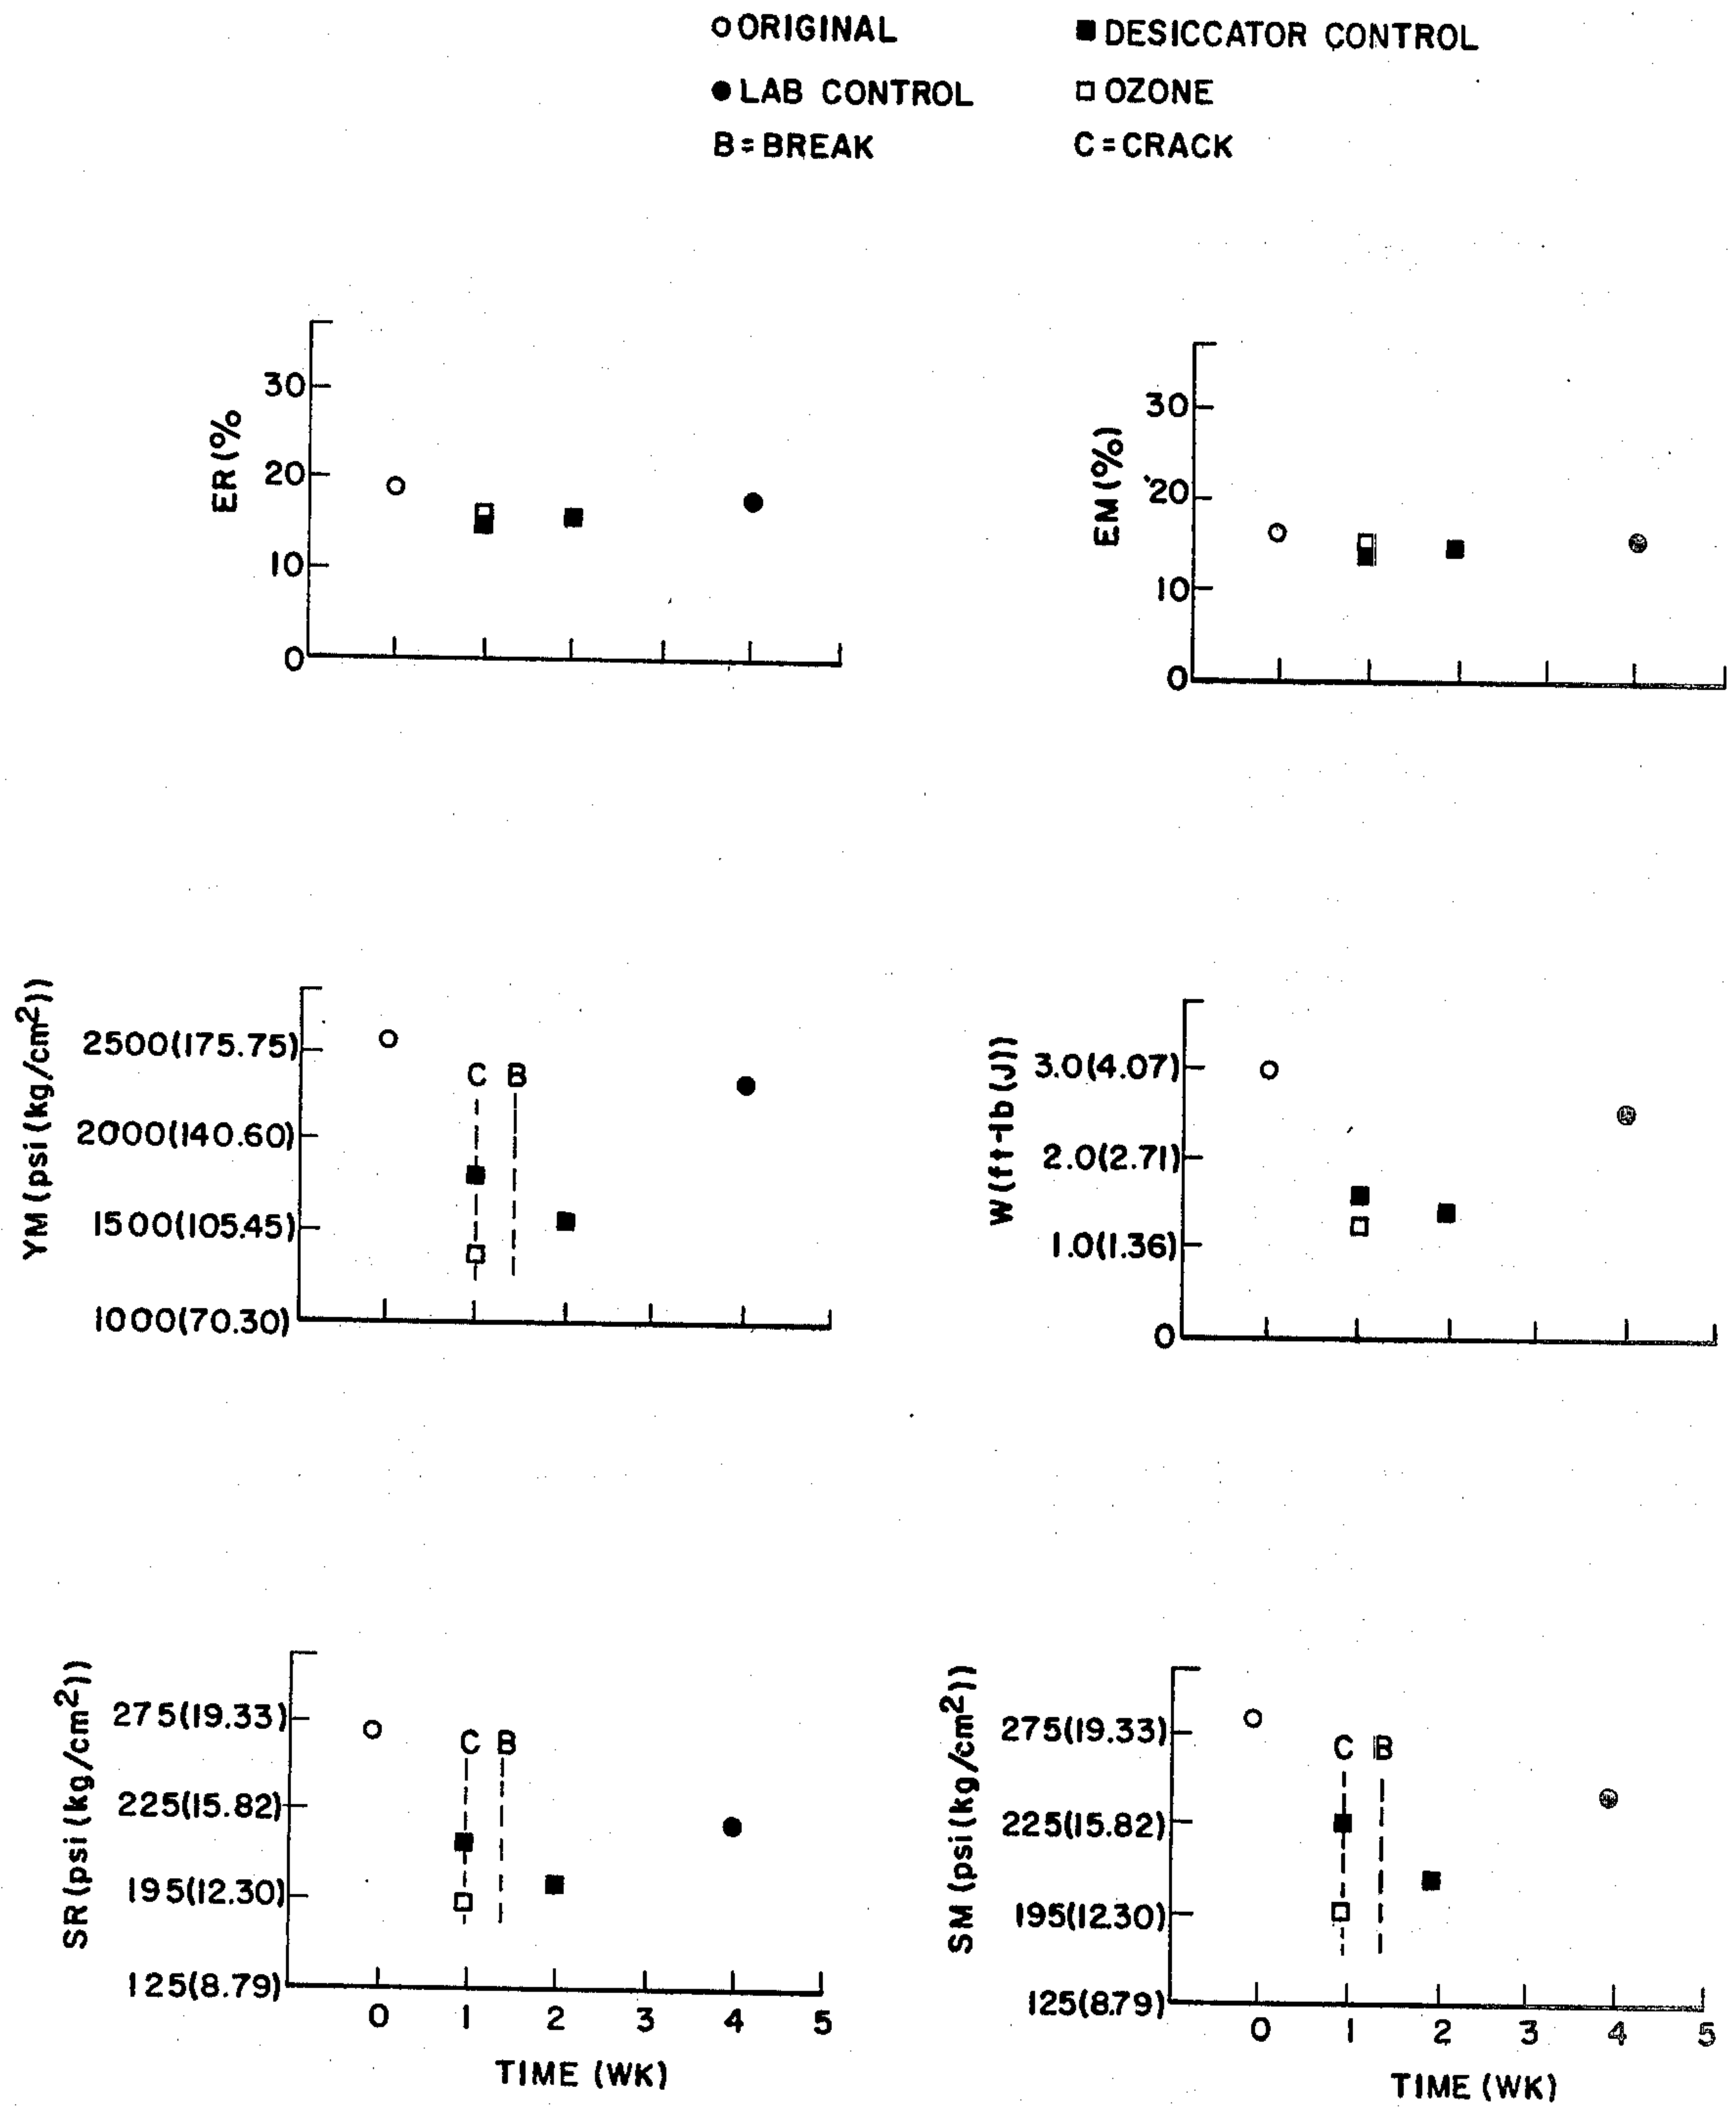 ○ ORIGINAL ■ DESICCATOR CONTROL
● LAB CONTROL □ OZONE
B = BREAK C = CRACK
ER (%
30
20
10
0
EM (%)
30
20
10
0
YM (psi (kg/cm²))
2500(175.75)
2000(140.60)
1500(105.45)
1000(70.30)
C B
W (ft-lb (J))
3.0(4.07)
2.0(2.71)
1.0(1.36)
0
SR (psi (kg/cm²))
275(19.33)
225(15.82)
195(12.30)
125(8.79)
C B
0 1 2 3 4 5
TIME (WK)
SM (psi (kg/cm²))
275(19.33)
225(15.82)
195(12.30)
125(8.79)
C B
0 1 2 3 4 5
TIME (WK)